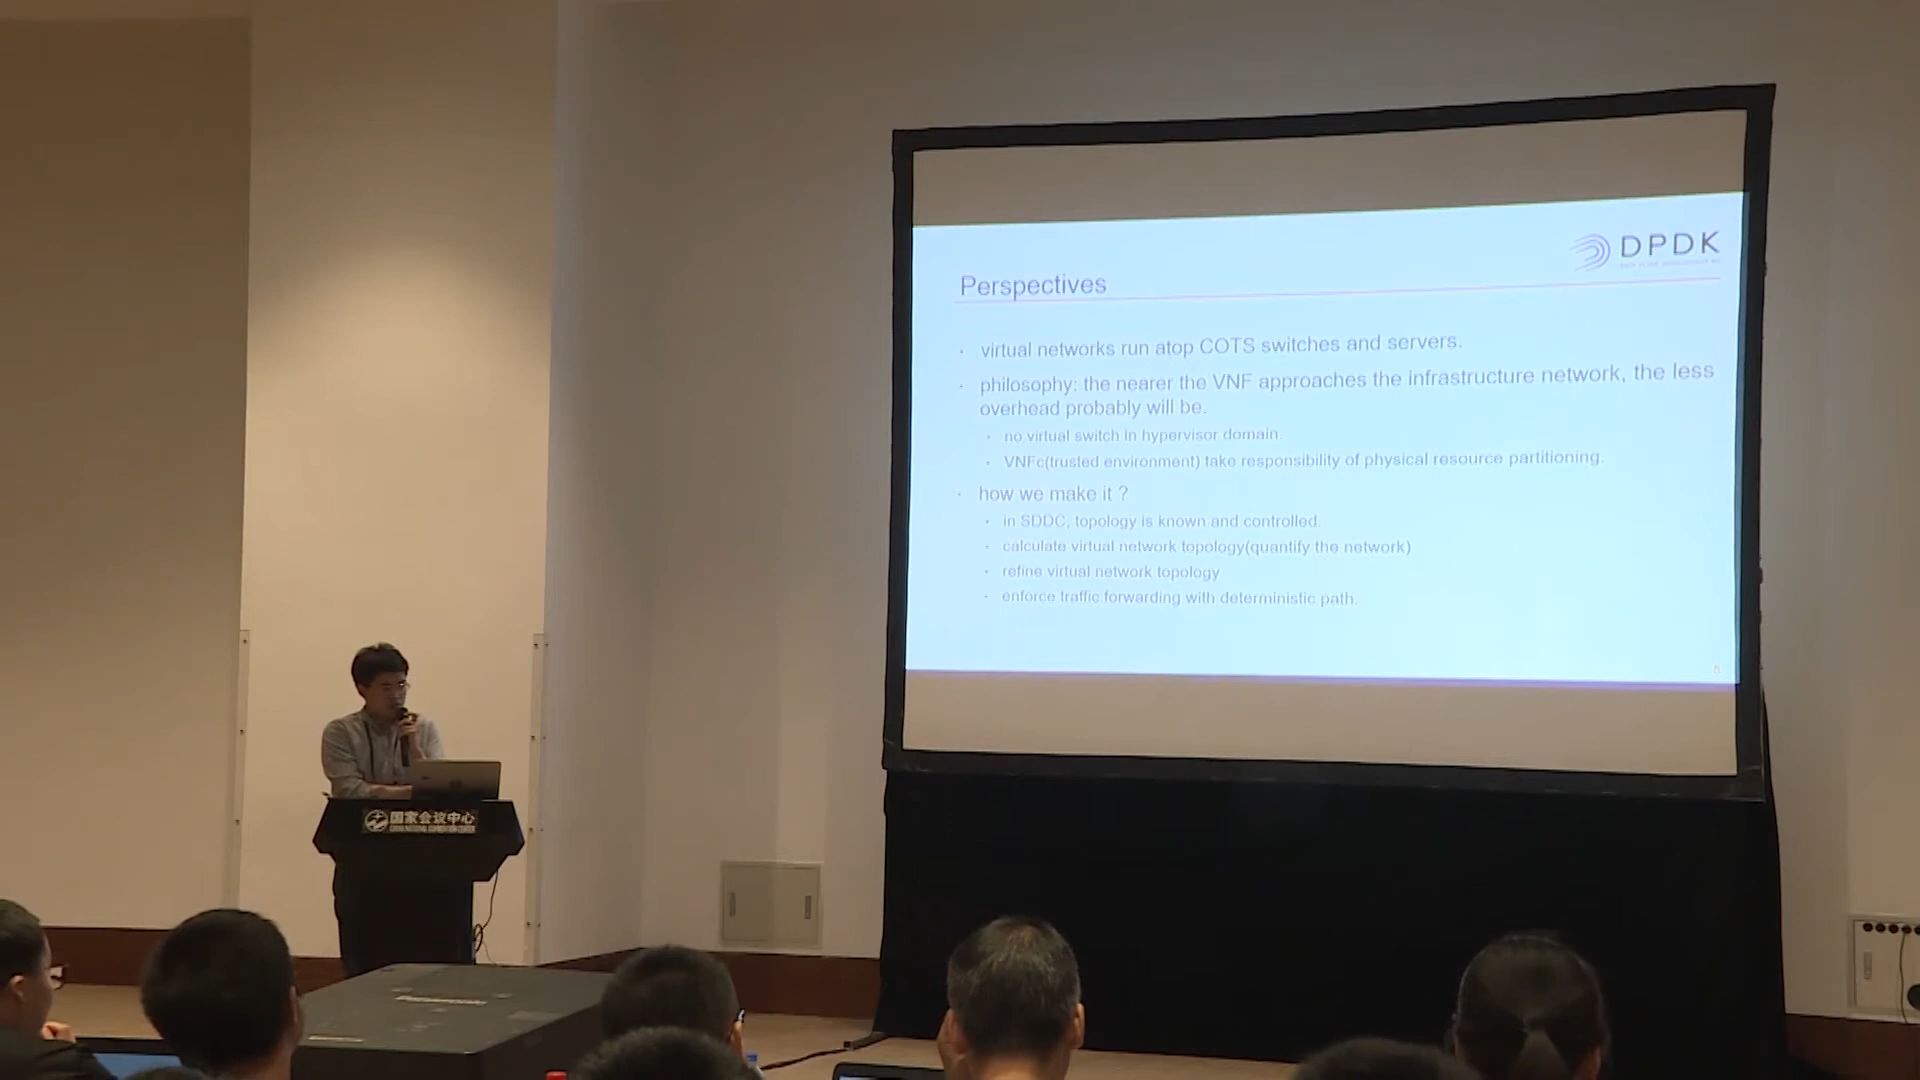 DPDK
Perspectives
· virtual networks run atop COTS switches and servers.
· philosophy: the nearer the VNF approaches the infrastructure network, the less
overhead probably will be.
· no virtual switch in hypervisor domain.
· VNFc(trusted environment) take responsibility of physical resource partitioning.
· how we make it ?
· in SDDC, topology is known and controlled.
· calculate virtual network topology(quantify the network)
· refine virtual network topology
· enforce traffic forwarding with deterministic path.
国家会议中心